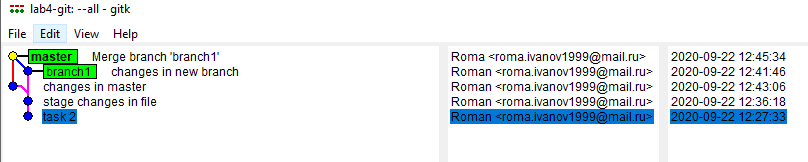 lab4-git: --all - gitk
File Edit View Help
master Merge branch 'branch1' Roma <roma.ivanov1999@mail.ru> 2020-09-22 12:45:34
branch1 changes in new branch Roman <roma.ivanov1999@mail.ru> 2020-09-22 12:41:46
changes in master Roman <roma.ivanov1999@mail.ru> 2020-09-22 12:43:06
stage changes in file Roman <roma.ivanov1999@mail.ru> 2020-09-22 12:36:18
task 2 Roman <roma.ivanov1999@mail.ru> 2020-09-22 12:27:33